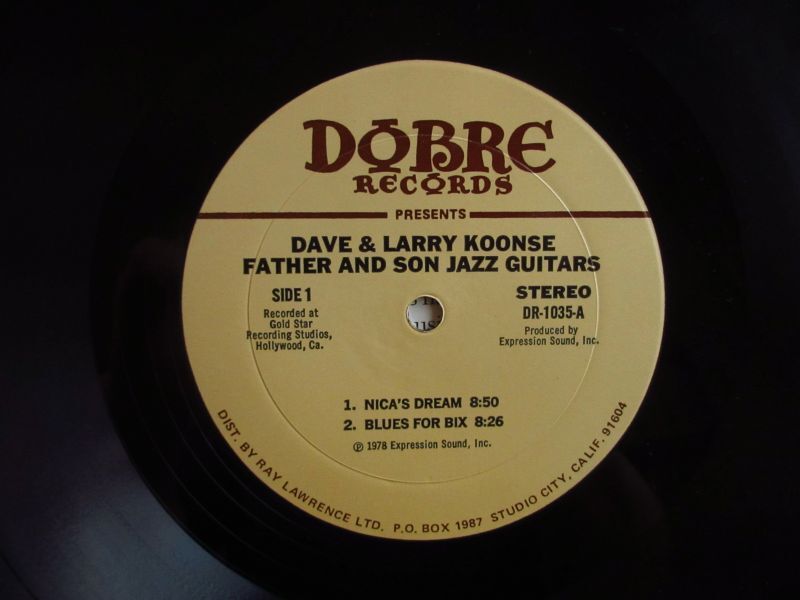 DOBRE
RECORDS
PRESENTS
DAVE & LARRY KOONSE
FATHER AND SON JAZZ GUITARS
SIDE 1
Recorded at
Gold Star
Recording Studios,
Hollywood, Ca.
STEREO
DR-1035-A
Produced by
Expression Sound, Inc.
1. NICA'S DREAM 8:50
2. BLUES FOR BIX 8:26
℗ 1978 Expression Sound, Inc.
DIST. BY RAY LAWRENCE LTD. P.O. BOX 1987 STUDIO CITY, CALIF. 91604